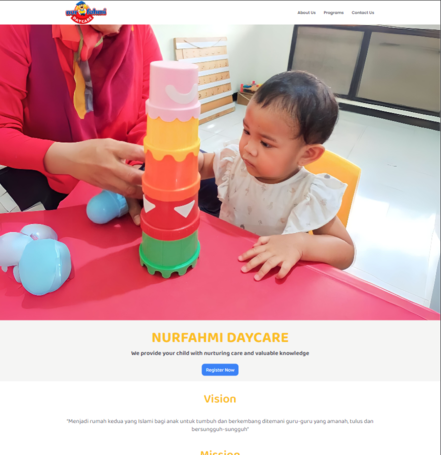 About Us Programs Contact Us
NURFAHMI DAYCARE
We provide your child with nurturing care and valuable knowledge
Register Now
Vision
"Menjadi rumah kedua yang Islami bagi anak untuk tumbuh dan berkembang ditemani guru-guru yang amanah, tulus dan
bersungguh-sungguh"
Mission